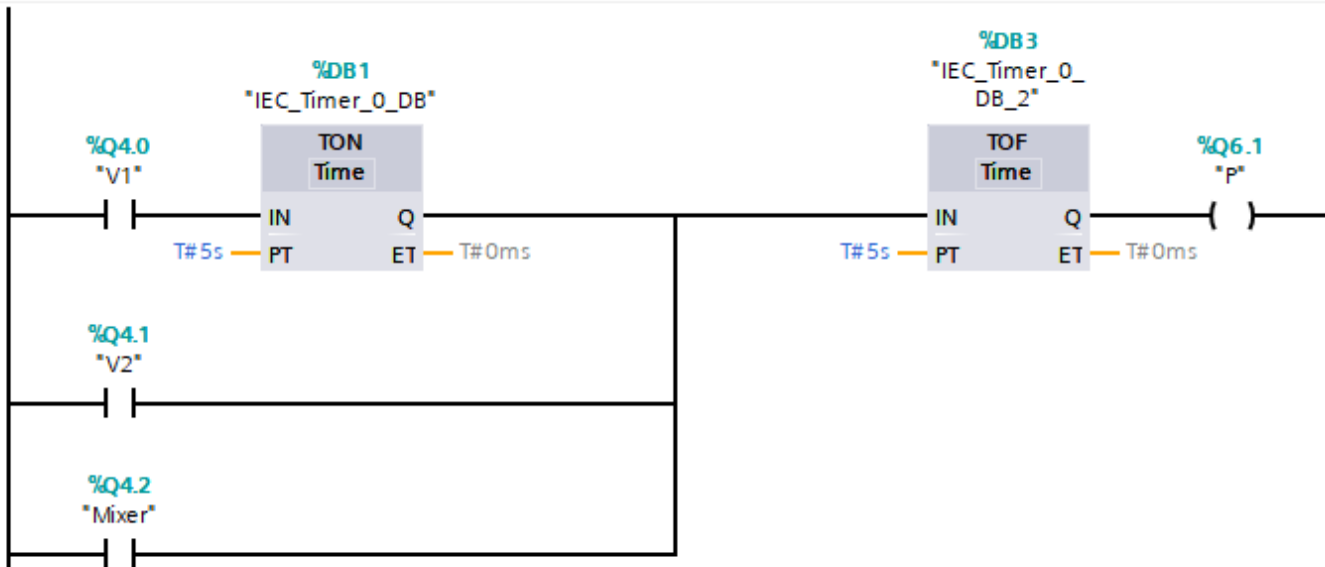 %DB1
"IEC_Timer_0_DB"
%DB3
"IEC_Timer_0_
DB_2"
%Q4.0
"V1"
TON
Time
IN Q
T#5s PT ET T#0ms
TOF
Time
IN Q
T#5s PT ET T#0ms
%Q6.1
"P"
%Q4.1
"V2"
%Q4.2
"Mixer"